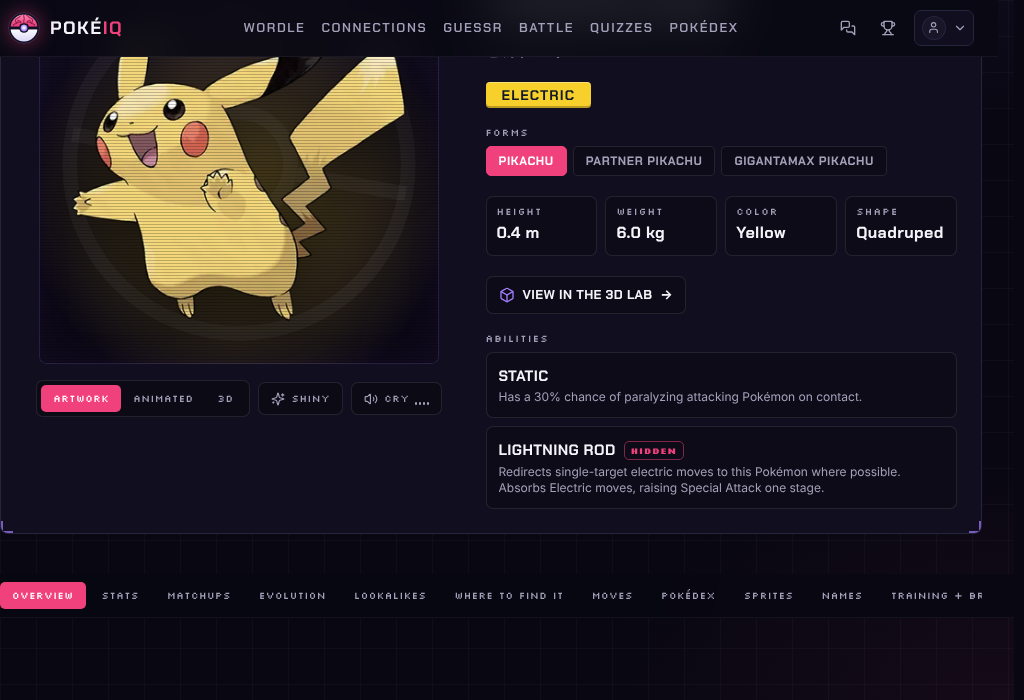 POKÉIQ
WORDLE CONNECTIONS GUESSR BATTLE QUIZZES POKÉDEX
ELECTRIC
FORMS
PIKACHU PARTNER PIKACHU GIGANTAMAX PIKACHU
HEIGHT WEIGHT COLOR SHAPE
0.4 m 6.0 kg Yellow Quadruped
VIEW IN THE 3D LAB →
ABILITIES
STATIC
Has a 30% chance of paralyzing attacking Pokémon on contact.
LIGHTNING ROD HIDDEN
Redirects single-target electric moves to this Pokémon where possible.
Absorbs Electric moves, raising Special Attack one stage.
ARTWORK ANIMATED 3D SHINY CRY
OVERVIEW STATS MATCHUPS EVOLUTION LOOKALIKES WHERE TO FIND IT MOVES POKÉDEX SPRITES NAMES TRAINING + BR